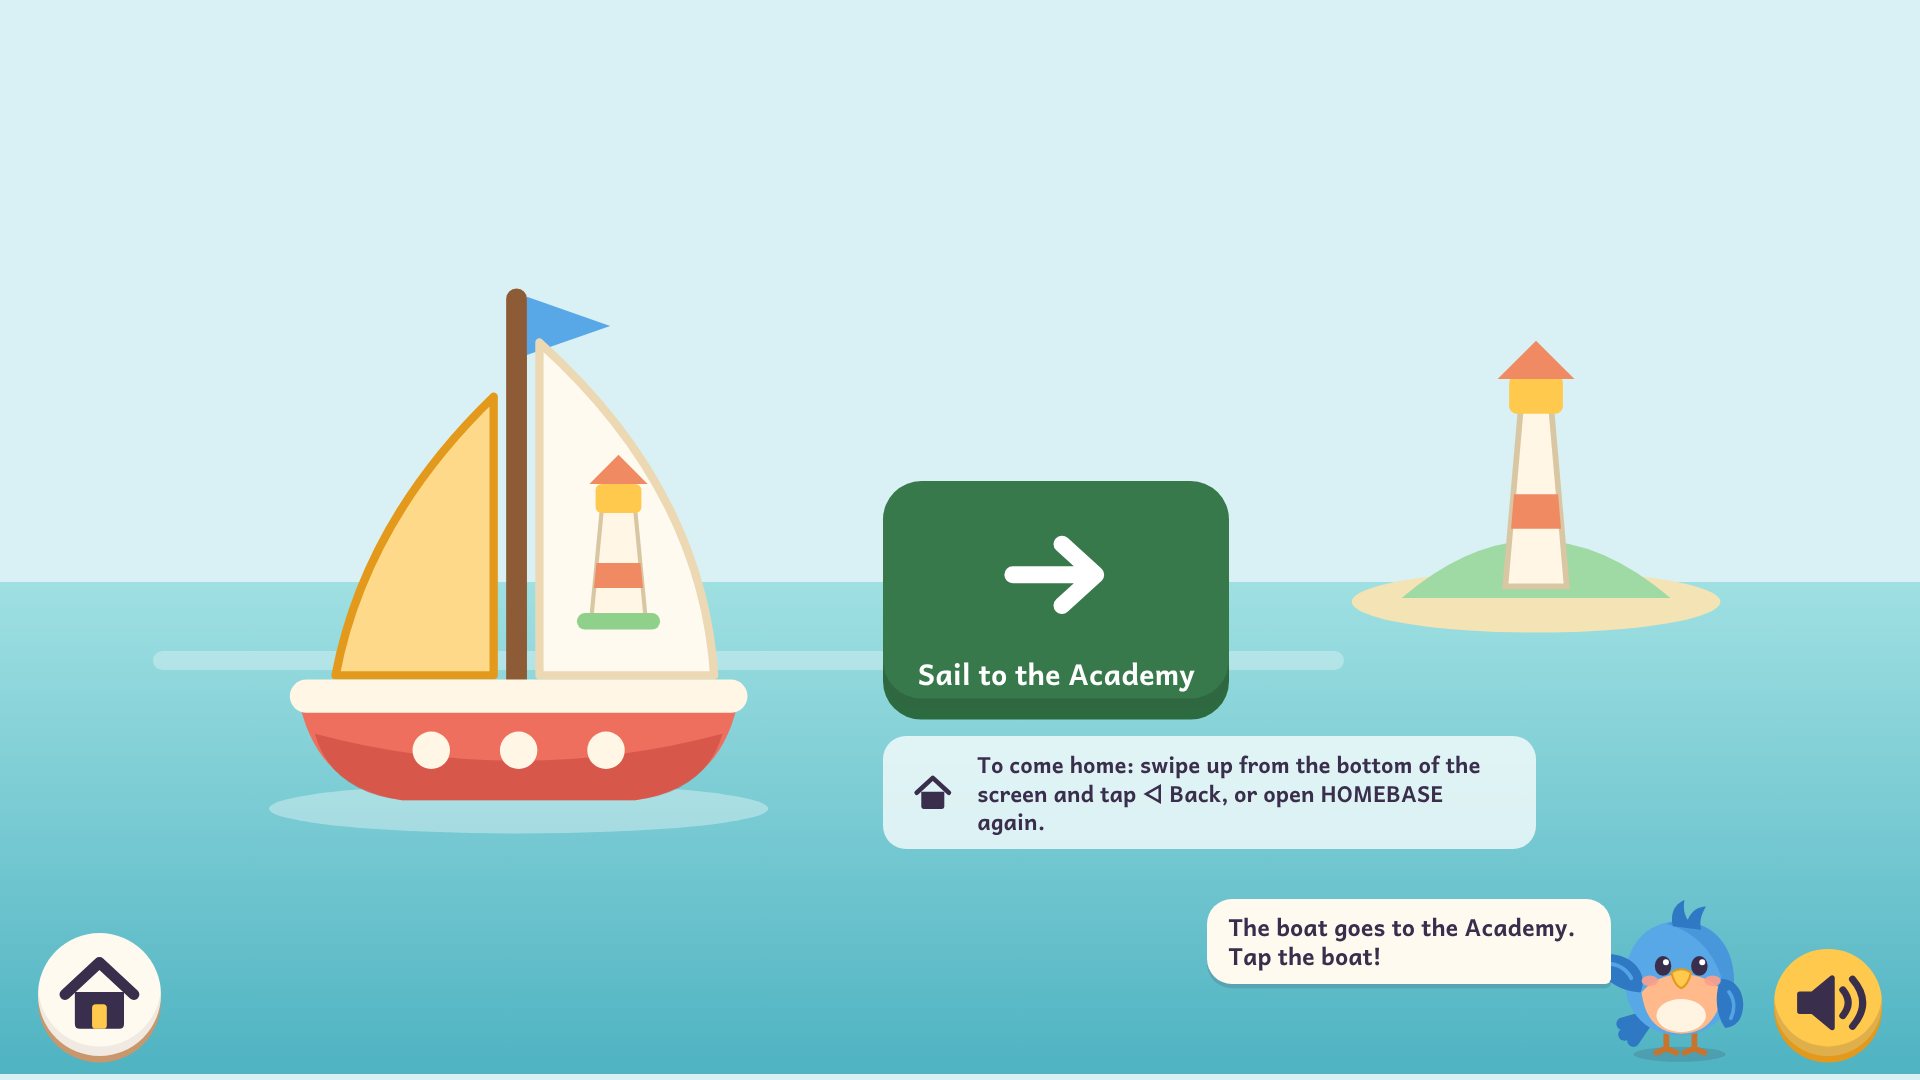 Sail to the Academy
To come home: swipe up from the bottom of the
screen and tap ◁ Back, or open HOMEBASE
again.
The boat goes to the Academy.
Tap the boat!